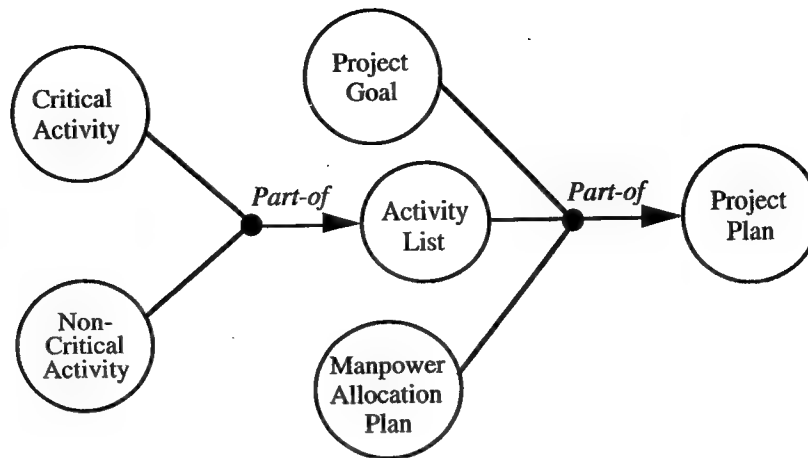 Critical
Activity
Non-
Critical
Activity
Part-of
Project
Goal
Activity
List
Manpower
Allocation
Plan
Part-of
Project
Plan